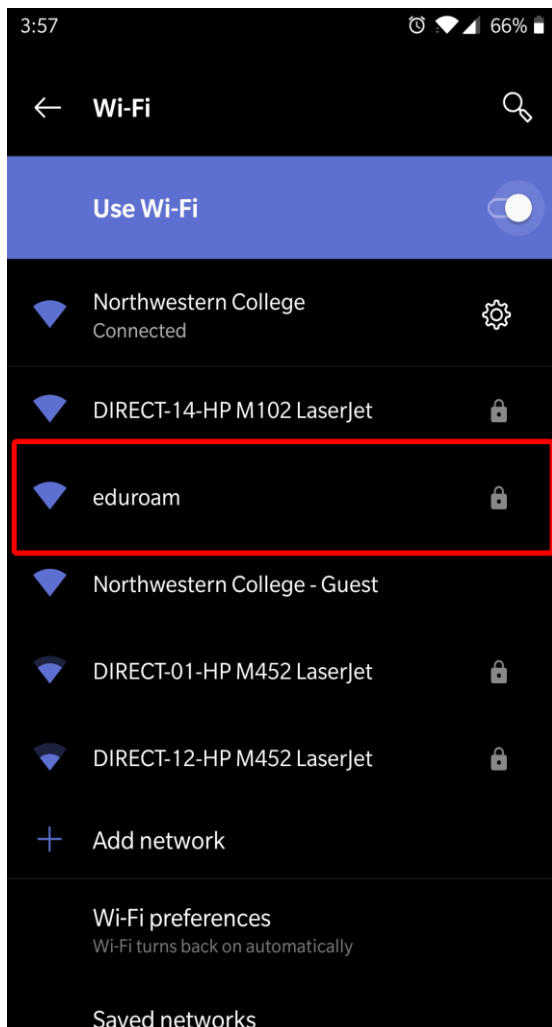 3:57 66%
Wi-Fi
Use Wi-Fi
Northwestern College
Connected
DIRECT-14-HP M102 LaserJet
eduroam
Northwestern College - Guest
DIRECT-01-HP M452 LaserJet
DIRECT-12-HP M452 LaserJet
Add network
Wi-Fi preferences
Wi-Fi turns back on automatically
Saved networks